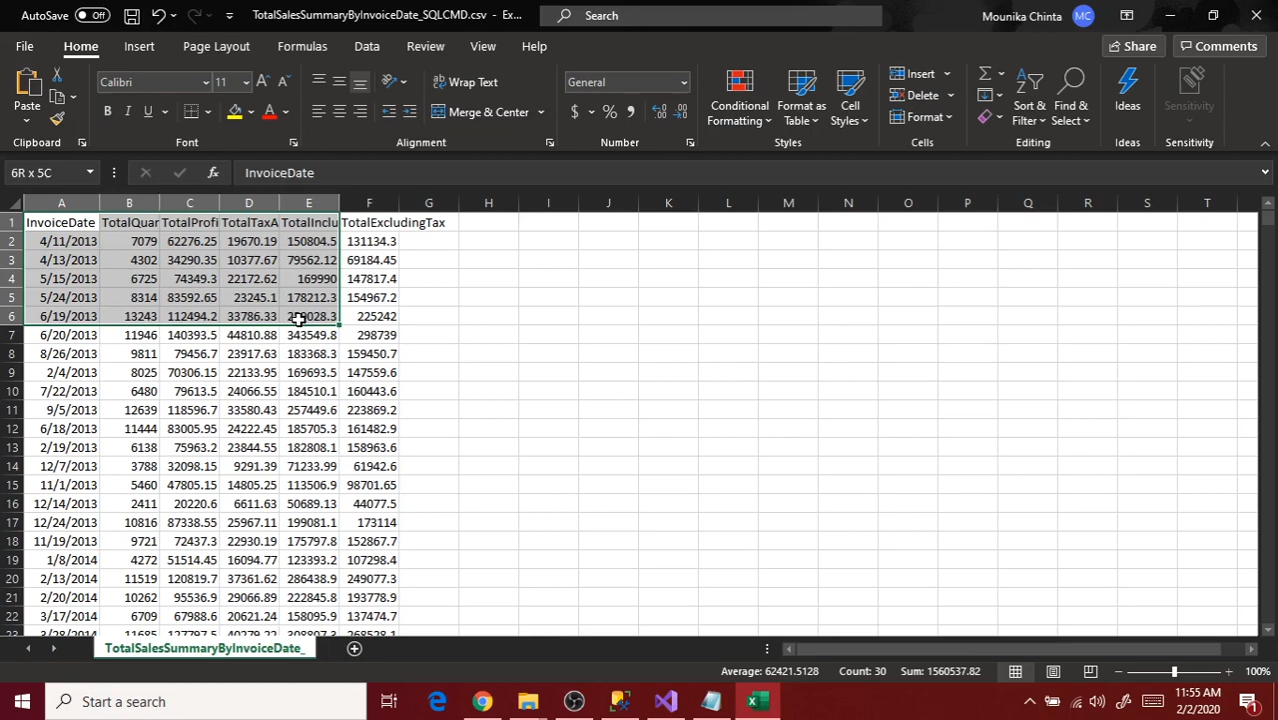 AutoSave Off TotalSalesSummaryByInvoiceDate_SQLCMD.csv - Ex... Search Mounika Chinta MC
File Home Insert Page Layout Formulas Data Review View Help Share Comments
Paste Calibri 11 Wrap Text General Conditional Formatting Format as Table Cell Styles Insert Sort & Filter Find & Select Ideas Sensitivity
B I U Merge & Center $ % , Delete Format
Clipboard Font Alignment Number Styles Cells Editing Ideas Sensitivity
6R x 5C fx InvoiceDate
A B C D E F G H I J K L M N O P Q R S T
1 InvoiceDate TotalQuar TotalProfi TotalTaxA TotalInclu TotalExcludingTax
2 4/11/2013 7079 62276.25 19670.19 150804.5 131134.3
3 4/13/2013 4302 34290.35 10377.67 79562.12 69184.45
4 5/15/2013 6725 74349.3 22172.62 169990 147817.4
5 5/24/2013 8314 83592.65 23245.1 178212.3 154967.2
6 6/19/2013 13243 112494.2 33786.33 225242
7 6/20/2013 11946 140393.5 44810.88 343549.8 298739
8 8/26/2013 9811 79456.7 23917.63 183368.3 159450.7
9 2/4/2013 8025 70306.15 22133.95 169693.5 147559.6
10 7/22/2013 6480 79613.5 24066.55 184510.1 160443.6
11 9/5/2013 12639 118596.7 33580.43 257449.6 223869.2
12 6/18/2013 11444 83005.95 24222.45 185705.3 161482.9
13 2/19/2013 6138 75963.2 23844.55 182808.1 158963.6
14 12/7/2013 3788 32098.15 9291.39 71233.99 61942.6
15 11/1/2013 5460 47805.15 14805.25 113506.9 98701.65
16 12/14/2013 2411 20220.6 6611.63 50689.13 44077.5
17 12/24/2013 10816 87338.55 25967.11 199081.1 173114
18 11/19/2013 9721 72437.3 22930.19 175797.8 152867.7
19 1/8/2014 4272 51514.45 16094.77 123393.2 107298.4
20 2/13/2014 11519 120819.7 37361.62 286438.9 249077.3
21 2/20/2014 10262 95536.9 29066.89 222845.8 193778.9
22 3/17/2014 6709 67988.6 20621.24 158095.9 137474.7
23 3/28/2014 11685 127797.5 40279.22 308807.3 268528.1
TotalSalesSummaryByInvoiceDate_
Average: 62421.5128 Count: 30 Sum: 1560537.82 100%
Start a search 11:55 AM
2/2/2020 1